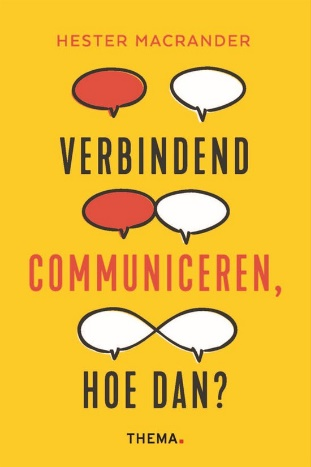 HESTER MACRANDER
VERBINDEND
COMMUNICEREN,
HOE DAN?
THEMA.